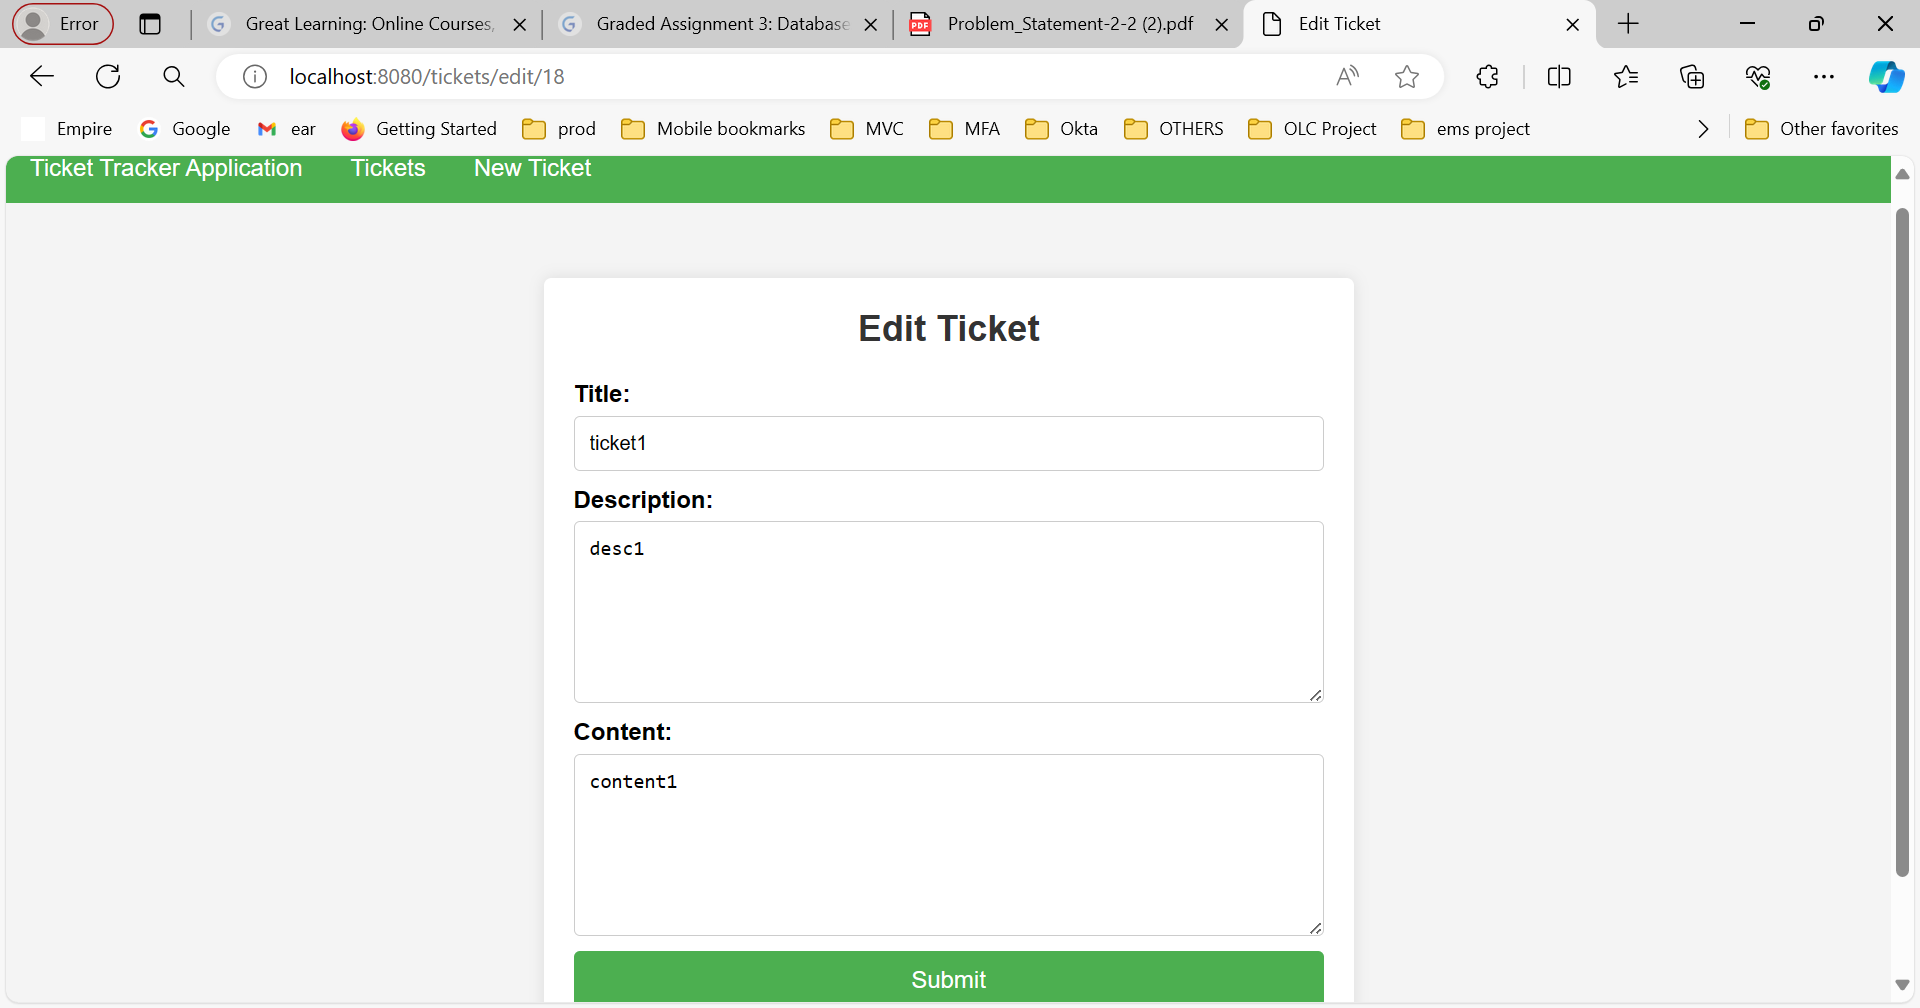 Error
Great Learning: Online Courses,
Graded Assignment 3: Database
PDF
Problem_Statement-2-2 (2).pdf
Edit Ticket
localhost:8080/tickets/edit/18
Empire
Google
ear
Getting Started
prod
Mobile bookmarks
MVC
MFA
Okta
OTHERS
OLC Project
ems project
Other favorites
Ticket Tracker Application
Tickets
New Ticket
Edit Ticket
Title:
ticket1
Description:
desc1
Content:
content1
Submit